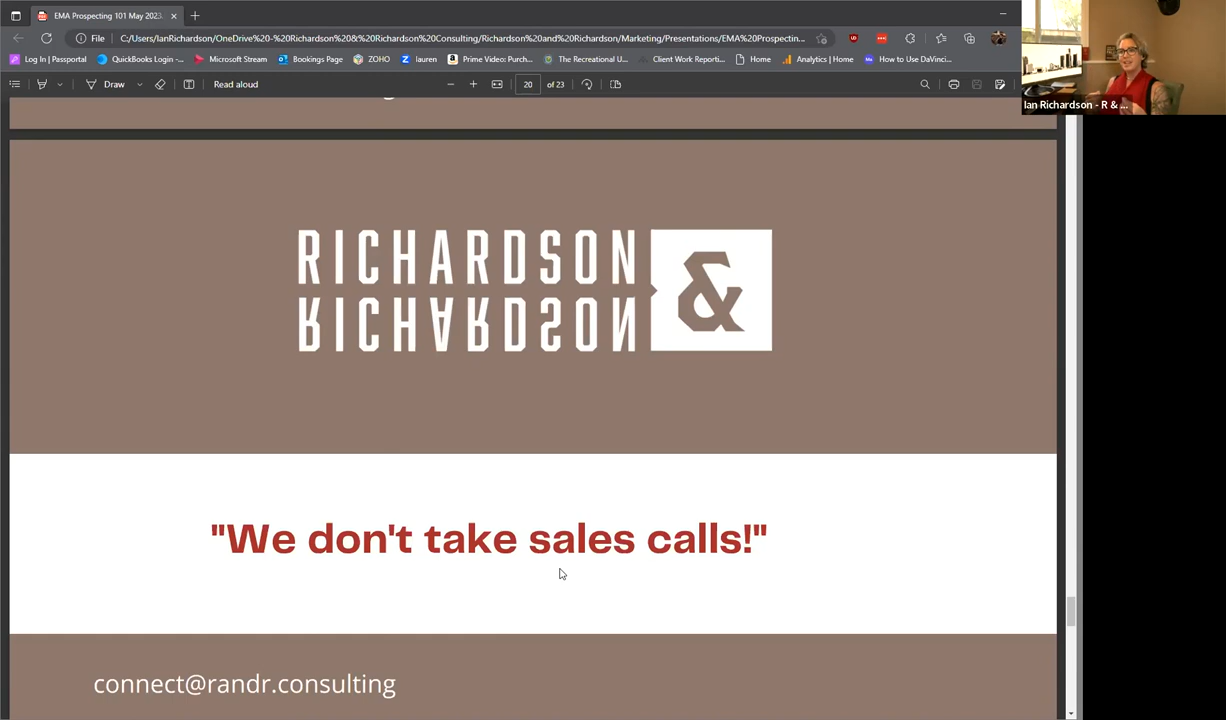 EMA Prospecting 101 May 2023.
File
C:/Users/IanRichardson/OneDrive%20-%20Richardson%20&%20Richardson%20Consulting/Richardson%20and%20Richardson/Marketing/Presentations/EMA%20Prospectin...
Log In | Passportal
QuickBooks Login -...
Microsoft Stream
Bookings Page
ZOHO
lauren
Prime Video: Purch...
The Recreational U...
Client Work Reporti...
Home
Analytics | Home
How to Use DaVinci...
Draw
Read aloud
20 of 23
Ian Richardson - R & ...
RICHARDSON &
RICHARDSON
"We don't take sales calls!"
connect@randr.consulting